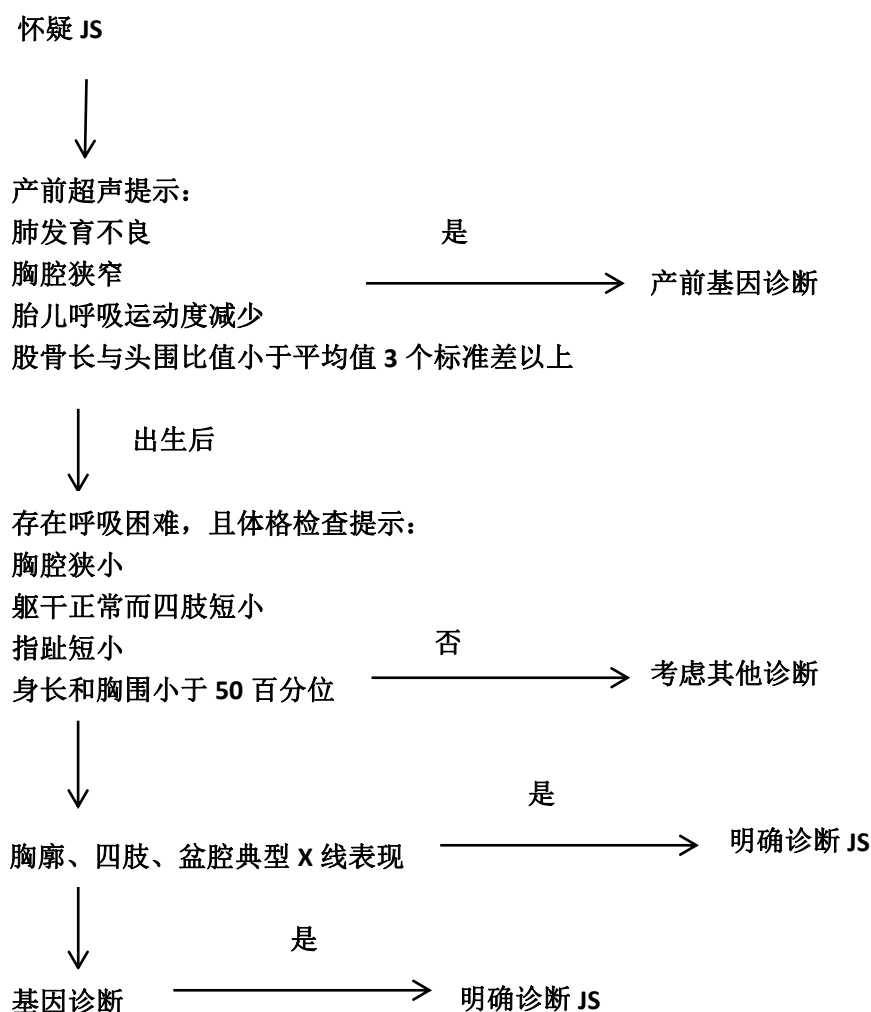 怀疑 JS
产前超声提示：
肺发育不良
胸腔狭窄
胎儿呼吸运动度减少
股骨长与头围比值小于平均值 3 个标准差以上
是
产前基因诊断
出生后
存在呼吸困难，且体格检查提示：
胸腔狭小
躯干正常而四肢短小
指趾短小
身长和胸围小于 50 百分位
否
考虑其他诊断
胸廓、四肢、盆腔典型 X 线表现
是
明确诊断 JS
基因诊断
是
明确诊断 JS